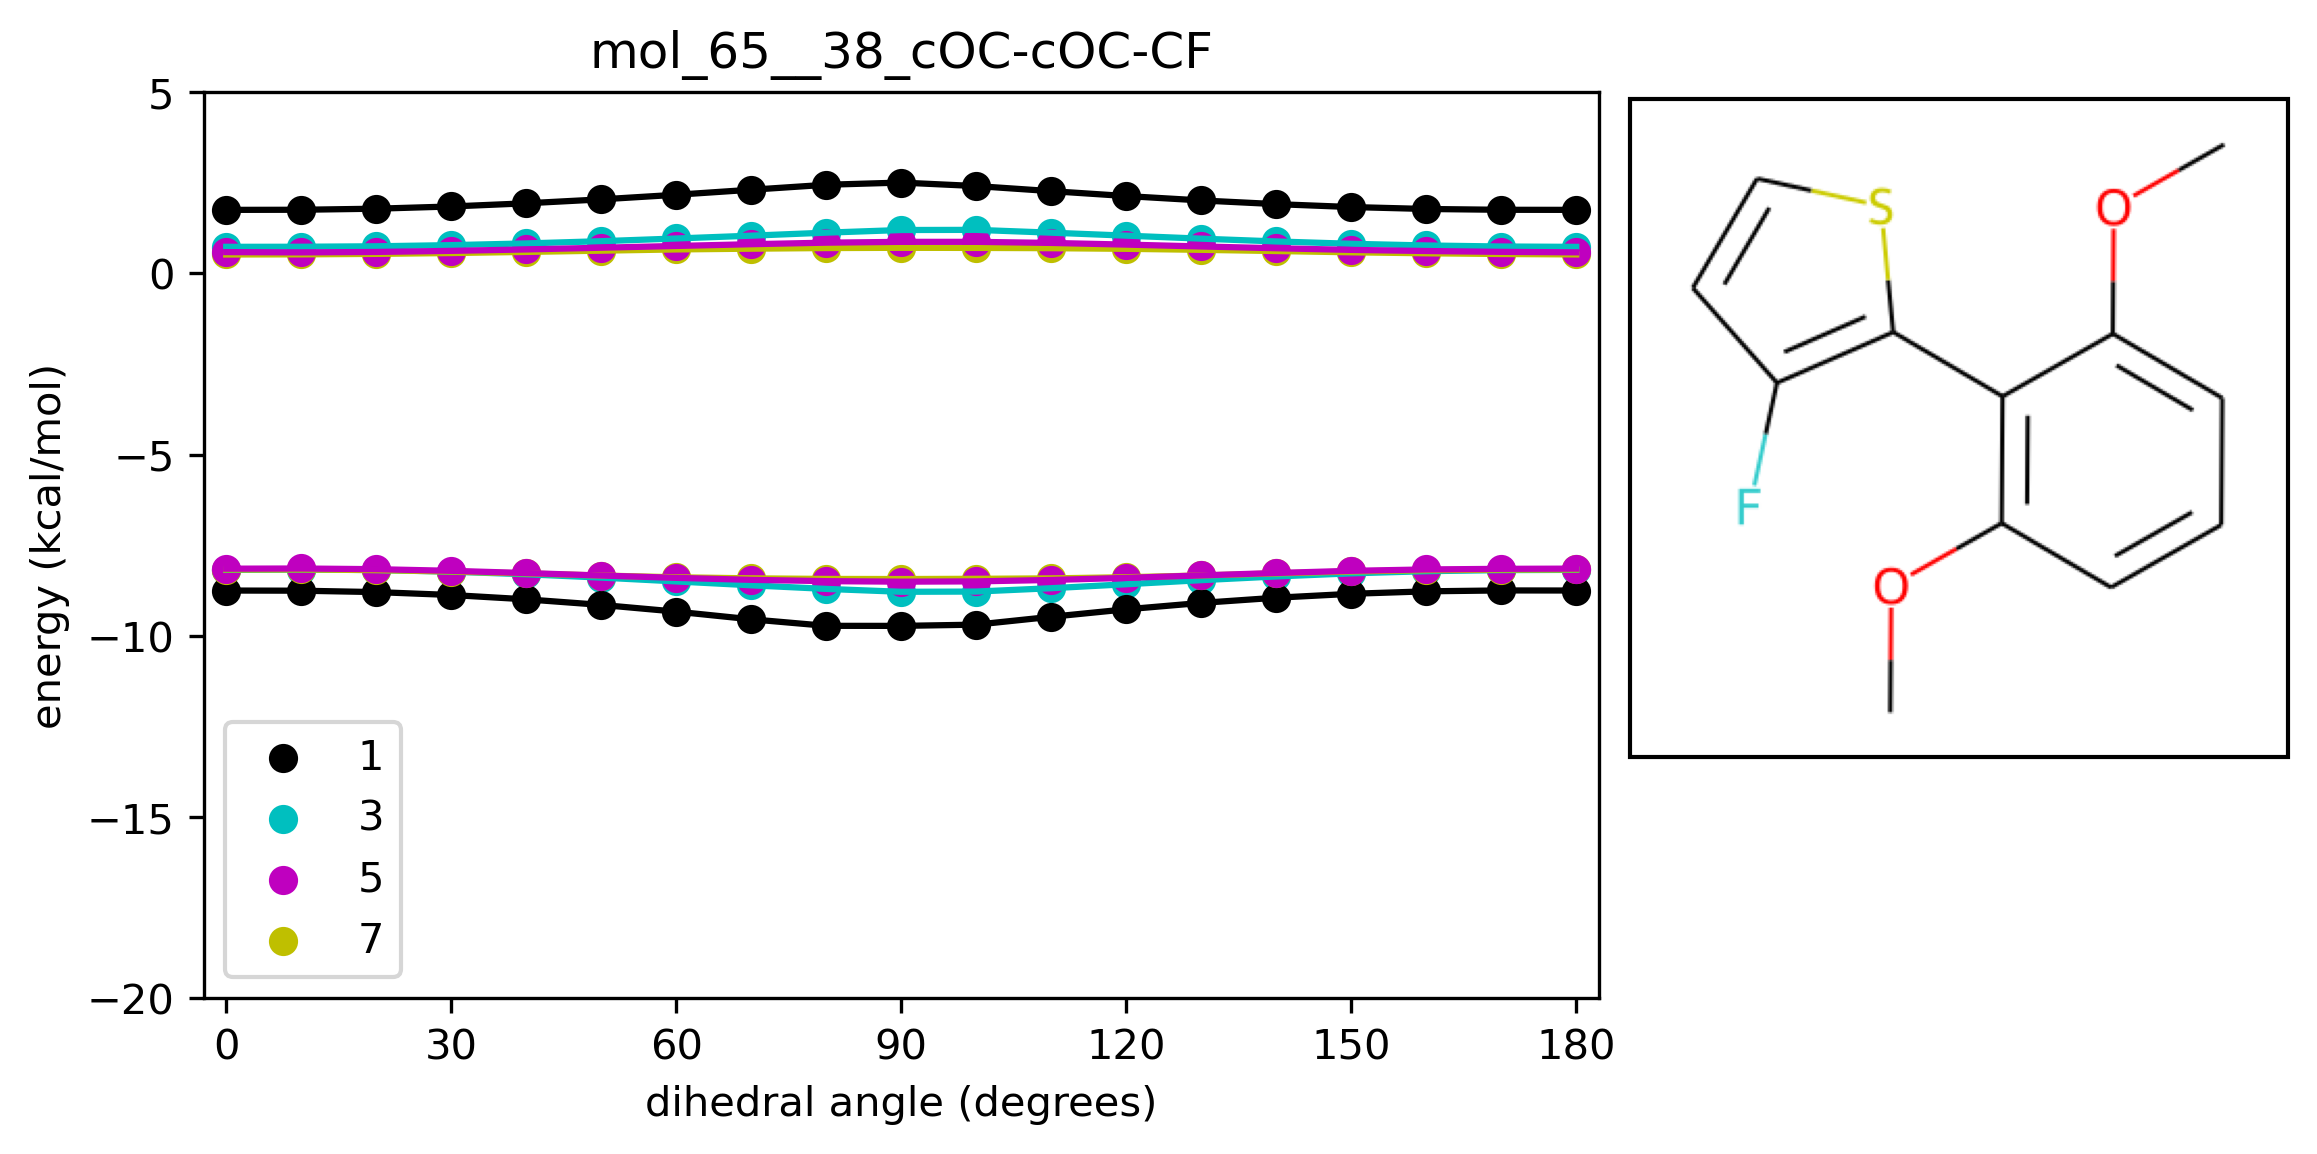 mol_65__38_cOC-cOC-CF
energy (kcal/mol)
5
0
−5
−10
−15
−20
1
3
5
7
0 30 60 90 120 150 180
dihedral angle (degrees)
S
O
F
O